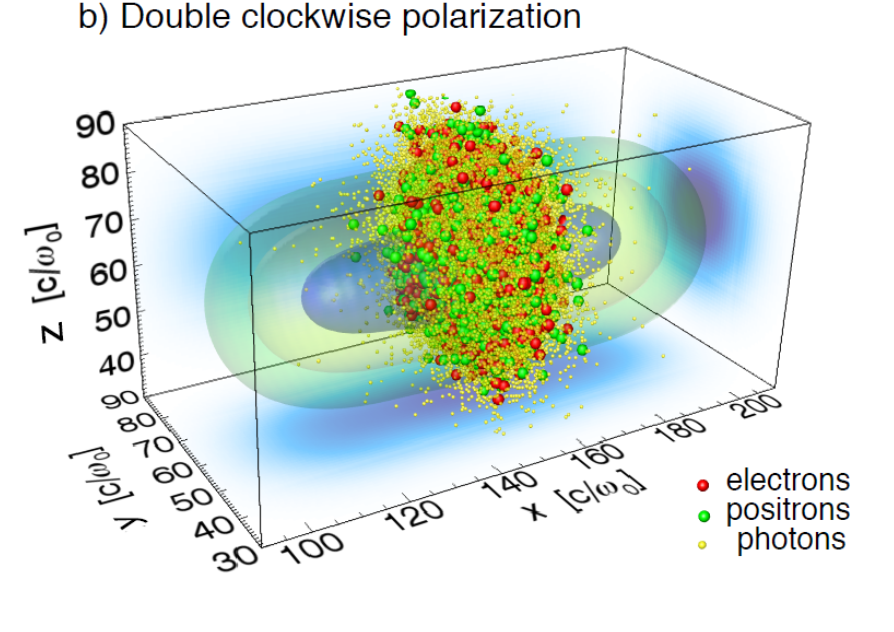 b) Double clockwise polarization
90
80
70
60
50
40
z [c/ω₀]
90
80
70
60
50
40
30
y [c/ω₀]
100
120
140
160
180
200
x [c/ω₀]
electrons
positrons
photons